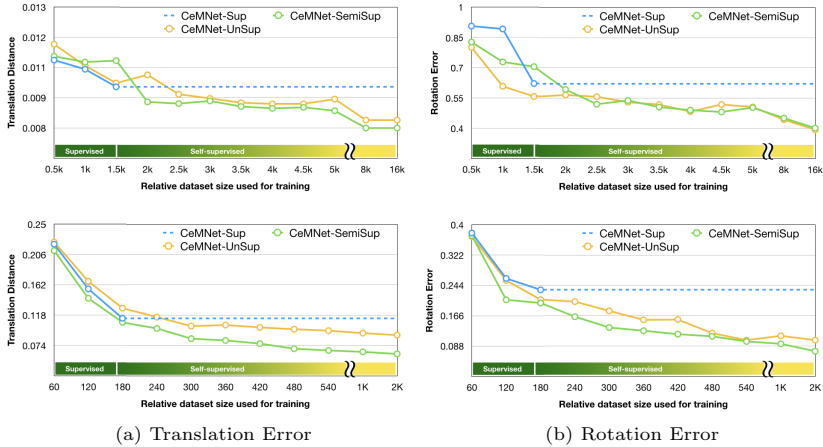 0.013
0.012
0.011
0.009
0.008
Translation Distance
CeMNet-Sup
CeMNet-SemiSup
CeMNet-UnSup
Supervised
Self-supervised
0.5k 1k 1.5k 2k 2.5k 3k 3.5k 4k 4.5k 5k 8k 16k
Relative dataset size used for training
1
0.85
0.7
0.55
0.4
Rotation Error
CeMNet-Sup
CeMNet-SemiSup
CeMNet-UnSup
Supervised
Self-supervised
0.5k 1k 1.5k 2k 2.5k 3k 3.5k 4k 4.5k 5k 8k 16k
Relative dataset size used for training
0.25
0.206
0.162
0.118
0.074
Translation Distance
CeMNet-Sup
CeMNet-UnSup
CeMNet-SemiSup
Supervised
Self-supervised
60 120 180 240 300 360 420 480 540 1K 2K
Relative dataset size used for training
0.4
0.322
0.244
0.166
0.088
Rotation Error
CeMNet-Sup
CeMNet-UnSup
CeMNet-SemiSup
Supervised
Self-supervised
60 120 180 240 300 360 420 480 540 1K 2K
Relative dataset size used for training
(a) Translation Error
(b) Rotation Error